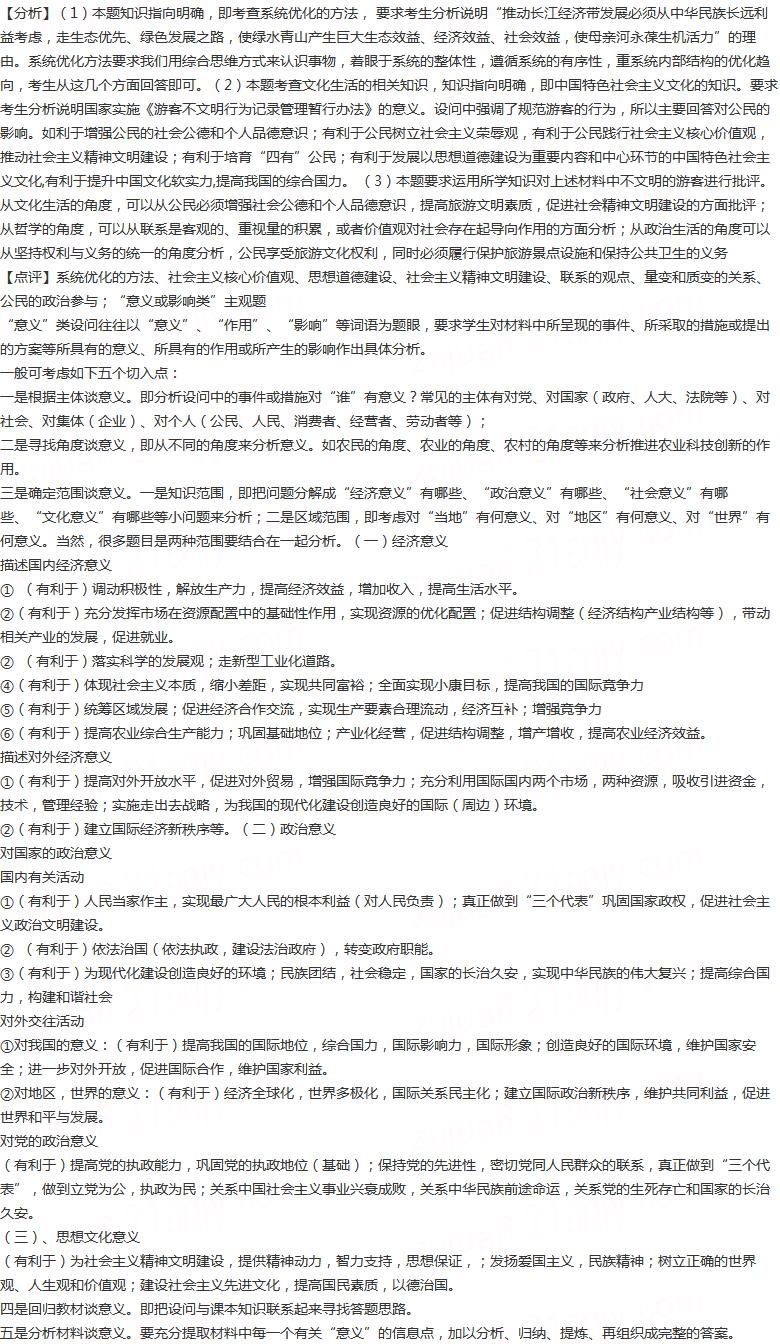 【分析】（1）本题知识指向明确，即考查系统优化的方法， 要求考生分析说明“推动长江经济带发展必须从中华民族长远利
益考虑，走生态优先、绿色发展之路，使绿水青山产生巨大生态效益、经济效益、社会效益，使母亲河永葆生机活力”的理
由。系统优化方法要求我们用综合思维方式来认识事物，着眼于系统的整体性，遵循系统的有序性，重系统内部结构的优化趋
向，考生从这几个方面回答即可。（2）本题考查文化生活的相关知识，知识指向明确，即中国特色社会主义文化的知识。要求
考生分析说明国家实施《游客不文明行为记录管理暂行办法》的意义。设问中强调了规范游客的行为，所以主要回答对公民的
影响。如利于增强公民的社会公德和个人品德意识；有利于公民树立社会主义荣辱观，有利于公民践行社会主义核心价值观，
推动社会主义精神文明建设；有利于培育“四有”公民；有利于发展以思想道德建设为重要内容和中心环节的中国特色社会主
义文化,有利于提升中国文化软实力,提高我国的综合国力。 （3）本题要求运用所学知识对上述材料中不文明的游客进行批评。
从文化生活的角度，可以从公民必须增强社会公德和个人品德意识，提高旅游文明素质，促进社会精神文明建设的方面批评；
从哲学的角度，可以从联系是客观的、重视量的积累，或者价值观对社会存在起导向作用的方面分析；从政治生活的角度可以
从坚持权利与义务的统一的角度分析，公民享受旅游文化权利，同时必须履行保护旅游景点设施和保持公共卫生的义务
【点评】系统优化的方法、社会主义核心价值观、思想道德建设、社会主义精神文明建设、联系的观点、量变和质变的关系、
公民的政治参与；“意义或影响类”主观题
“意义”类设问往往以“意义”、“作用”、“影响”等词语为题眼，要求学生对材料中所呈现的事件、所采取的措施或提出
的方案等所具有的意义、所具有的作用或所产生的影响作出具体分析。
一般可考虑如下五个切入点：
一是根据主体谈意义。即分析设问中的事件或措施对“谁”有意义？常见的主体有对党、对国家（政府、人大、法院等）、对
社会、对集体（企业）、对个人（公民、人民、消费者、经营者、劳动者等）；
二是寻找角度谈意义，即从不同的角度来分析意义。如农民的角度、农业的角度、农村的角度等来分析推进农业科技创新的作
用。
三是确定范围谈意义。一是知识范围，即把问题分解成“经济意义”有哪些、“政治意义”有哪些、“社会意义”有哪
些、“文化意义”有哪些等小问题来分析；二是区域范围，即考虑对“当地”有何意义、对“地区”有何意义、对“世界”有
何意义。当然，很多题目是两种范围要结合在一起分析。（一）经济意义
描述国内经济意义
① （有利于）调动积极性，解放生产力，提高经济效益，增加收入，提高生活水平。
②（有利于）充分发挥市场在资源配置中的基础性作用，实现资源的优化配置；促进结构调整（经济结构产业结构等），带动
相关产业的发展，促进就业。
② （有利于）落实科学的发展观；走新型工业化道路。
④（有利于）体现社会主义本质，缩小差距，实现共同富裕；全面实现小康目标，提高我国的国际竞争力
⑤（有利于）统筹区域发展；促进经济合作交流，实现生产要素合理流动，经济互补；增强竞争力
⑥（有利于）提高农业综合生产能力；巩固基础地位；产业化经营，促进结构调整，增产增收，提高农业经济效益。
描述对外经济意义
①（有利于）提高对外开放水平，促进对外贸易，增强国际竞争力；充分利用国际国内两个市场，两种资源，吸收引进资金，
技术，管理经验；实施走出去战略，为我国的现代化建设创造良好的国际（周边）环境。
②（有利于）建立国际经济新秩序等。（二）政治意义
对国家的政治意义
国内有关活动
①（有利于）人民当家作主，实现最广大人民的根本利益（对人民负责）；真正做到“三个代表”巩固国家政权，促进社会主
义政治文明建设。
② （有利于）依法治国（依法执政，建设法治政府），转变政府职能。
③（有利于）为现代化建设创造良好的环境；民族团结，社会稳定，国家的长治久安，实现中华民族的伟大复兴；提高综合国
力，构建和谐社会
对外交往活动
①对我国的意义：（有利于）提高我国的国际地位，综合国力，国际影响力，国际形象；创造良好的国际环境，维护国家安
全；进一步对外开放，促进国际合作，维护国家利益。
②对地区，世界的意义：（有利于）经济全球化，世界多极化，国际关系民主化；建立国际政治新秩序，维护共同利益，促进
世界和平与发展。
对党的政治意义
（有利于）提高党的执政能力，巩固党的执政地位（基础）；保持党的先进性，密切党同人民群众的联系，真正做到“三个代
表”，做到立党为公，执政为民；关系中国社会主义事业兴衰成败，关系中华民族前途命运，关系党的生死存亡和国家的长治
久安。
（三）、思想文化意义
（有利于）为社会主义精神文明建设，提供精神动力，智力支持，思想保证，；发扬爱国主义，民族精神；树立正确的世界
观、人生观和价值观；建设社会主义先进文化，提高国民素质，以德治国。
四是回归教材谈意义。即把设问与课本知识联系起来寻找答题思路。
五是分析材料谈意义。要充分提取材料中每一个有关“意义”的信息点，加以分析、归纳、提炼、再组织成完整的答案。